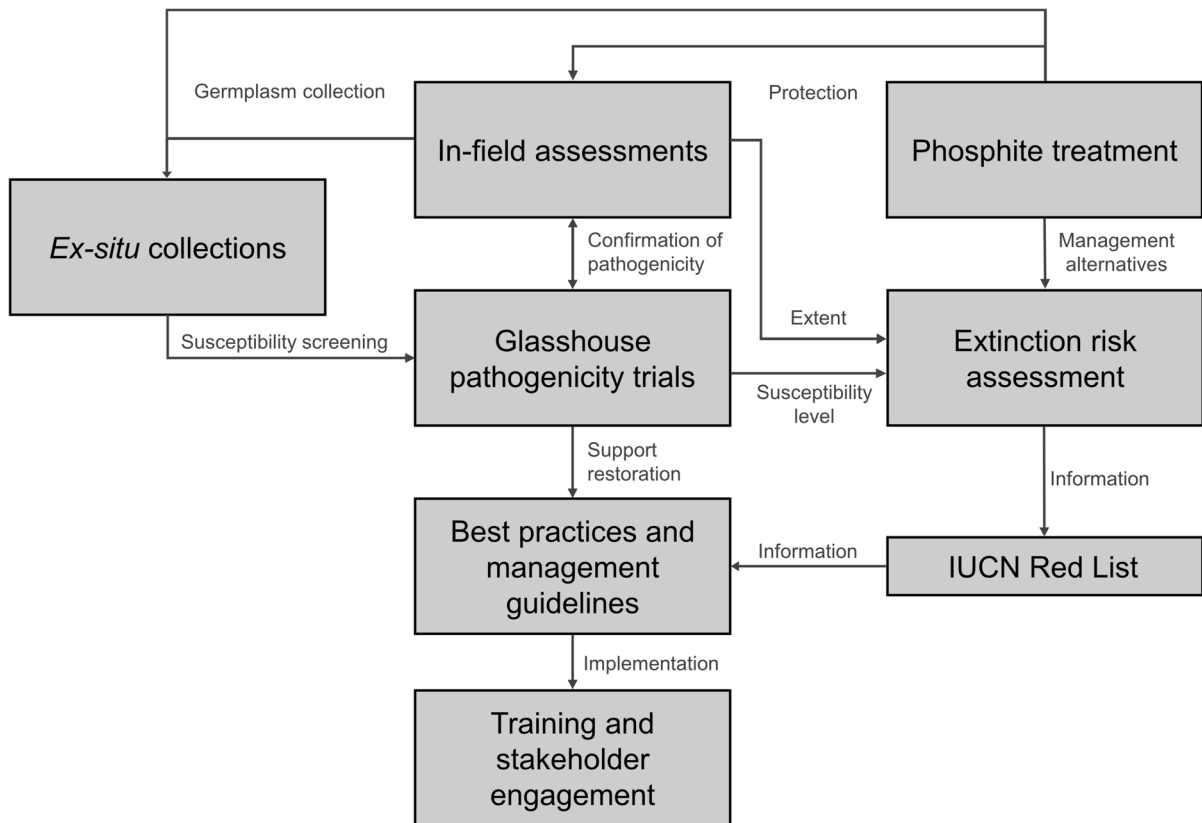 Germplasm collection
Protection
In-field assessments
Phosphite treatment
Ex-situ collections
Confirmation of
pathogenicity
Management
alternatives
Susceptibility screening
Glasshouse
pathogenicity trials
Extent
Susceptibility
level
Extinction risk
assessment
Support
restoration
Information
Best practices and
management
guidelines
Information
IUCN Red List
Implementation
Training and
stakeholder
engagement